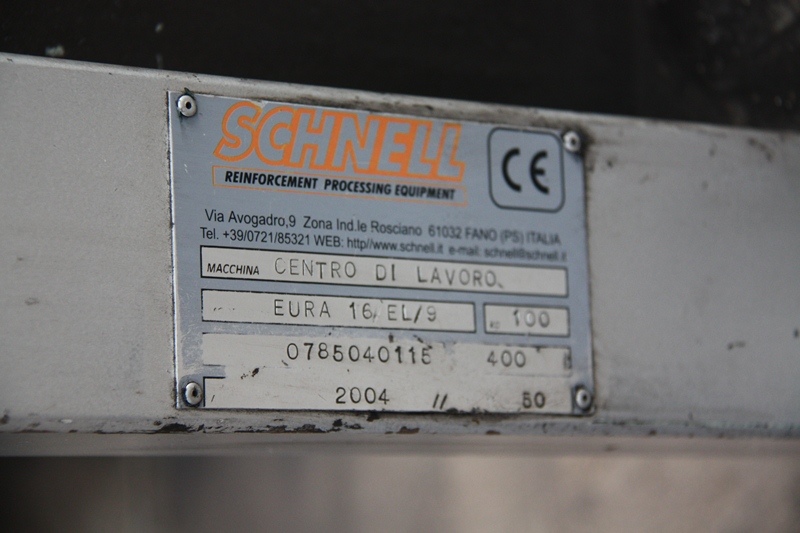 SCHNELL
REINFORCEMENT PROCESSING EQUIPMENT
CE
Via Avogadro,9 Zona Ind.le Rosciano 61032 FANO (PS) ITALIA
Tel. +39/0721/85321 WEB: http//www.schnell.it e-mail: schnell@schnell.it
MACCHINA CENTRO DI LAVORO.
EURA 16 EL/9 KG 100
0785040115 400
2004 // 50